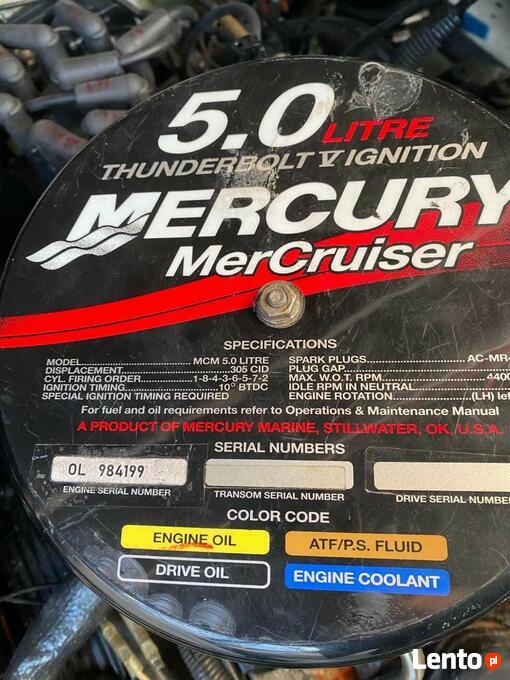 5.0 LITRE
THUNDERBOLT V IGNITION
MERCURY
MerCruiser
SPECIFICATIONS
MODEL MCM 5.0 LITRE
DISPLACEMENT 305 CID
CYL. FIRING ORDER 1-8-4-3-6-5-7-2
IGNITION TIMING 10° BTDC
SPECIAL IGNITION TIMING REQUIRED
SPARK PLUGS AC-MR4
PLUG GAP
MAX. W.O.T. RPM 4400
IDLE RPM IN NEUTRAL
ENGINE ROTATION (LH) lef
For fuel and oil requirements refer to Operations & Maintenance Manual
A PRODUCT OF MERCURY MARINE, STILLWATER, OK, U.S.A.
SERIAL NUMBERS
0L 984199
ENGINE SERIAL NUMBER TRANSOM SERIAL NUMBER DRIVE SERIAL NUMBE
COLOR CODE
ENGINE OIL ATF/P.S. FLUID
DRIVE OIL ENGINE COOLANT
Lento.pl